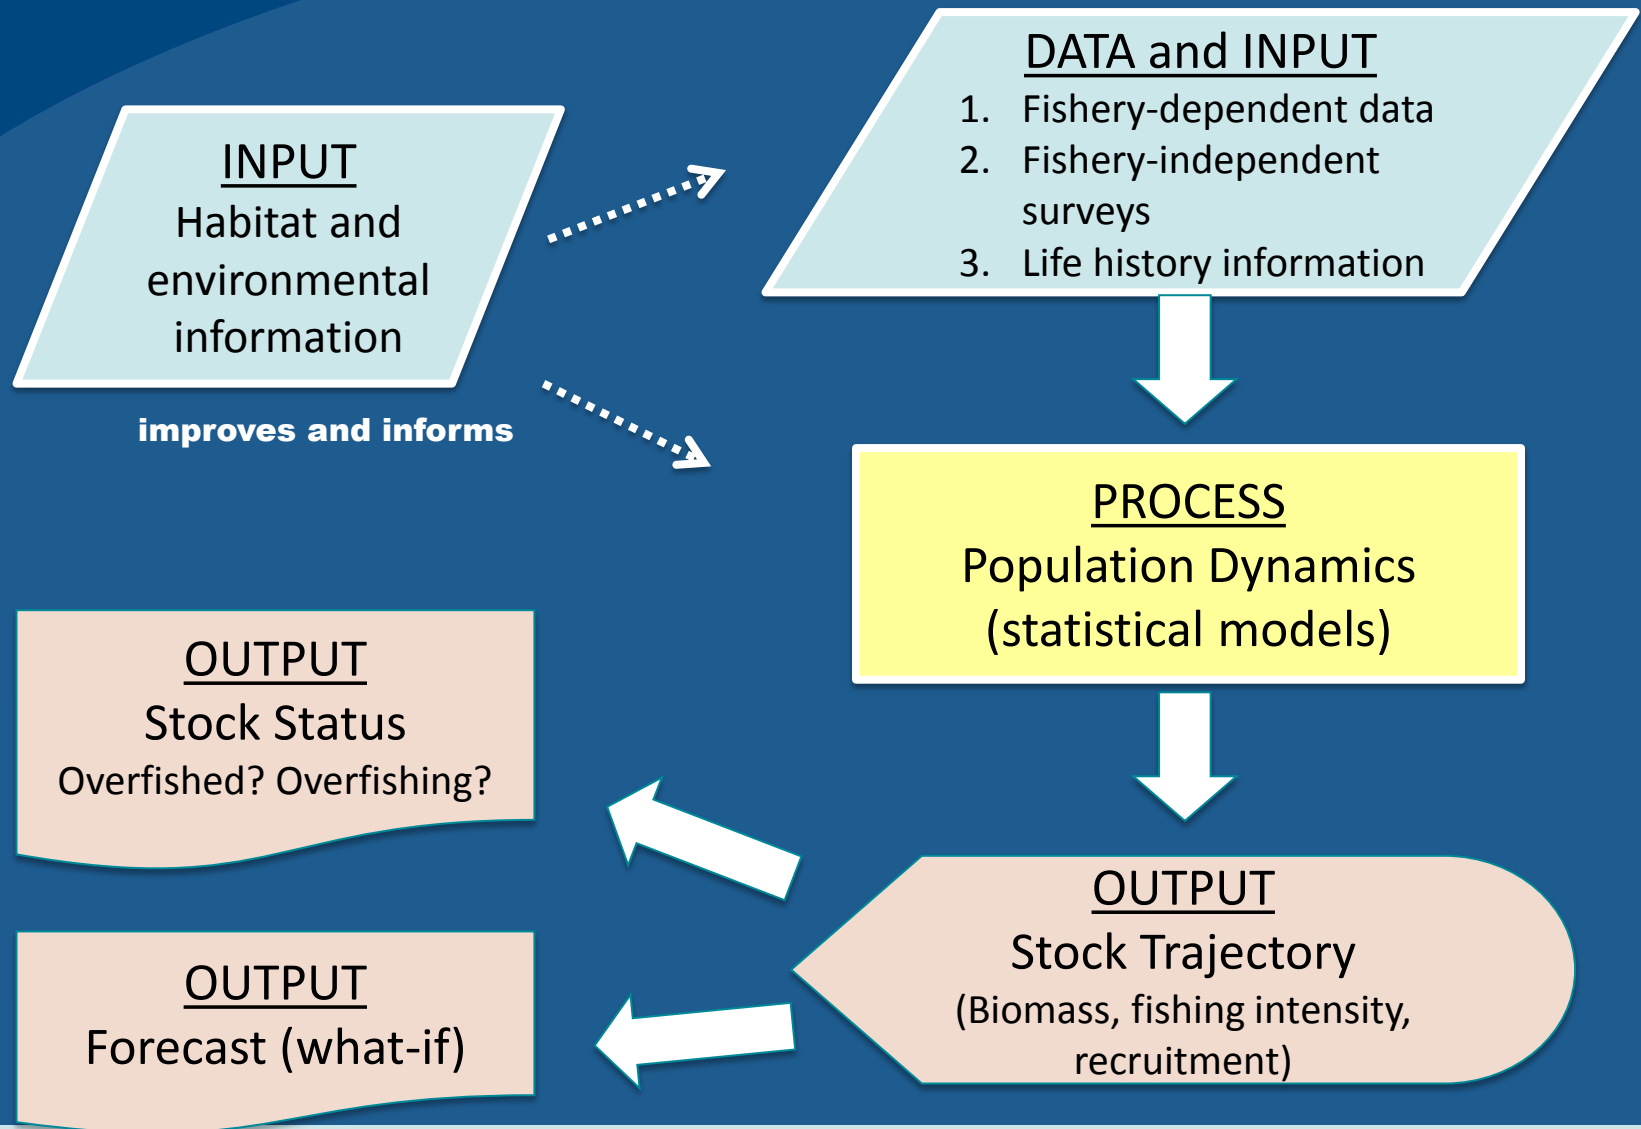 INPUT
Habitat and
environmental
information
improves and informs
DATA and INPUT
1. Fishery-dependent data
2. Fishery-independent
surveys
3. Life history information
PROCESS
Population Dynamics
(statistical models)
OUTPUT
Stock Trajectory
(Biomass, fishing intensity,
recruitment)
OUTPUT
Stock Status
Overfished? Overfishing?
OUTPUT
Forecast (what-if)